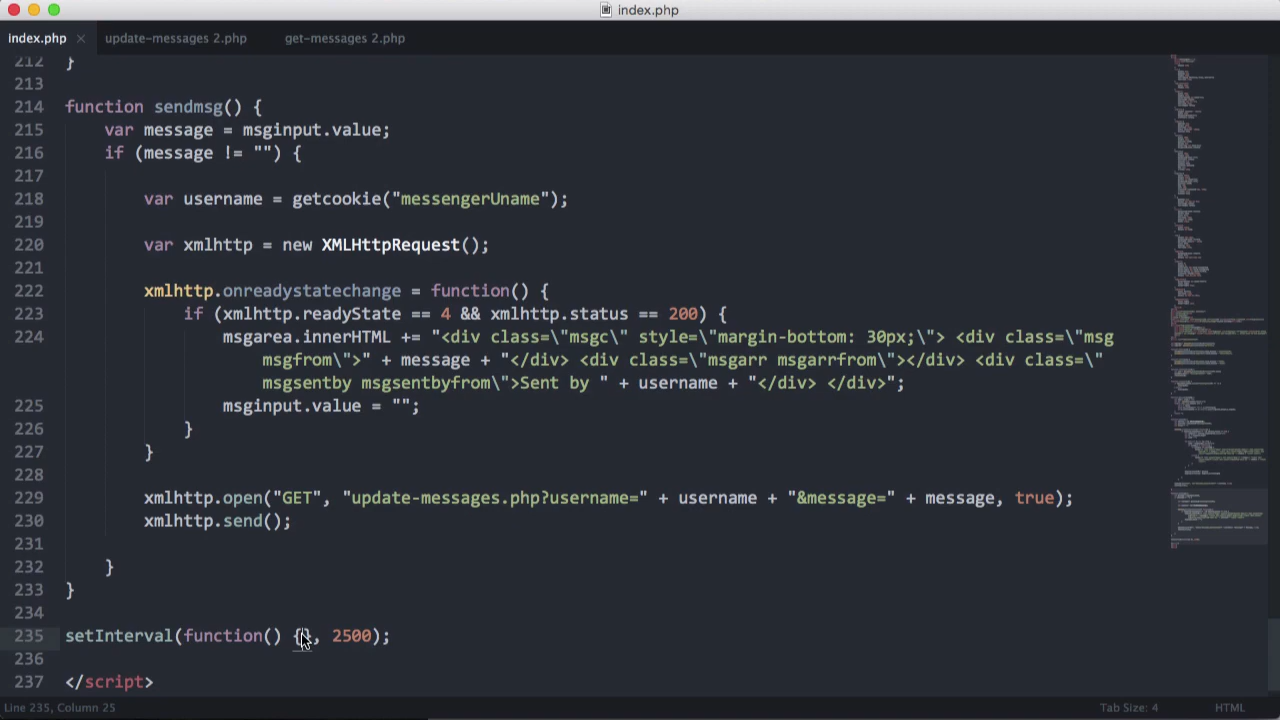 index.php
index.php
update-messages 2.php
get-messages 2.php
212 }
213
214 function sendmsg() {
215     var message = msginput.value;
216     if (message != "") {
217
218         var username = getcookie("messengerUname");
219
220         var xmlhttp = new XMLHttpRequest();
221
222         xmlhttp.onreadystatechange = function() {
223             if (xmlhttp.readyState == 4 && xmlhttp.status == 200) {
224                 msgarea.innerHTML += "<div class=\"msgc\" style=\"margin-bottom: 30px;\"> <div class=\"msg
msgfrom\">" + message + "</div> <div class=\"msgarr msgarrfrom\"></div> <div class=\"
msgsentby msgsentbyfrom\">Sent by " + username + "</div> </div>";
225                 msginput.value = "";
226             }
227         }
228
229         xmlhttp.open("GET", "update-messages.php?username=" + username + "&message=" + message, true);
230         xmlhttp.send();
231
232     }
233 }
234
235 setInterval(function() {}, 2500);
236
237 </script>
Line 235, Column 25
Tab Size: 4
HTML